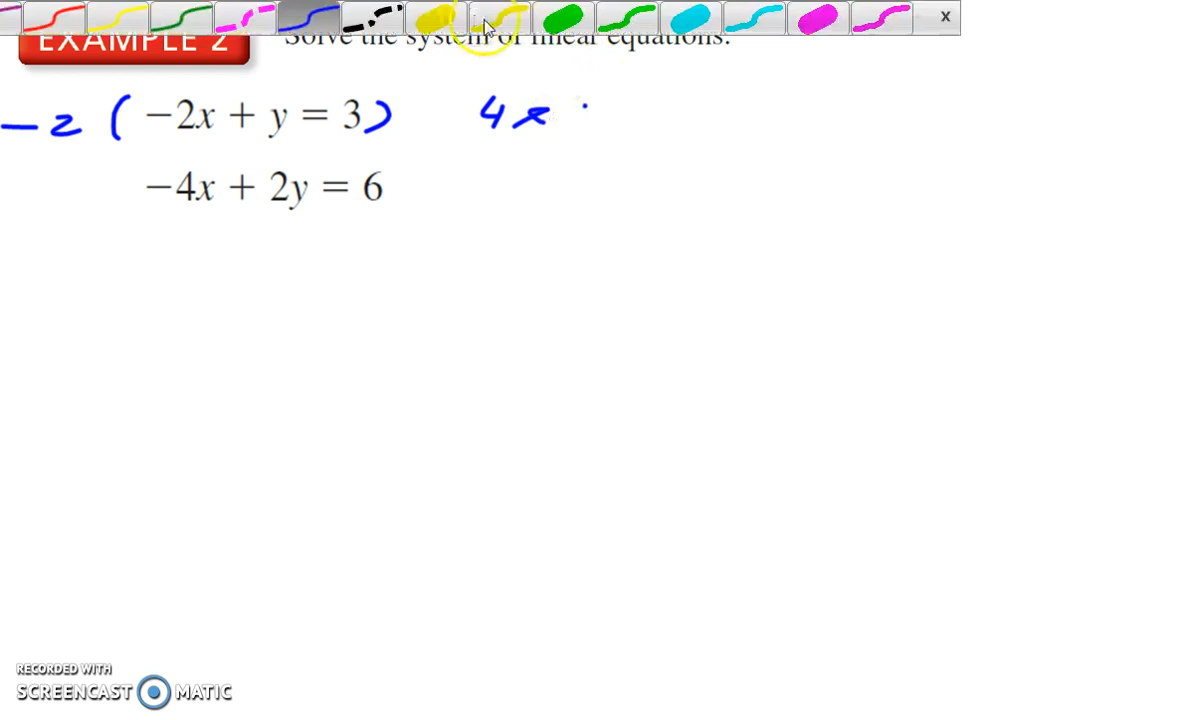 x
EXAMPLE 2 Solve the system of linear equations.
−2 ( −2x + y = 3 ) 4x
−4x + 2y = 6
RECORDED WITH
SCREENCAST MATIC